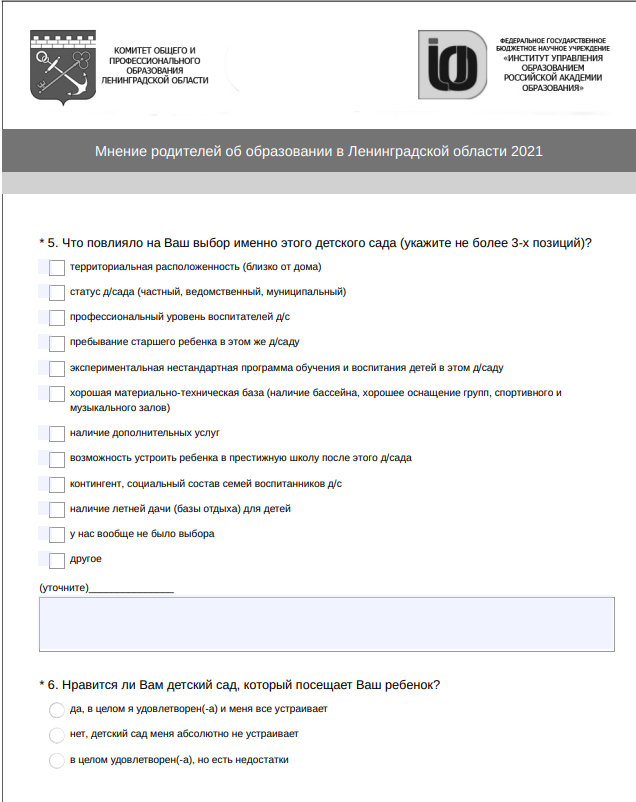 КОМИТЕТ ОБЩЕГО И
ПРОФЕССИОНАЛЬНОГО
ОБРАЗОВАНИЯ
ЛЕНИНГРАДСКОЙ ОБЛАСТИ
ФЕДЕРАЛЬНОЕ ГОСУДАРСТВЕННОЕ
БЮДЖЕТНОЕ НАУЧНОЕ УЧРЕЖДЕНИЕ
«ИНСТИТУТ УПРАВЛЕНИЯ
ОБРАЗОВАНИЕМ
РОССИЙСКОЙ АКАДЕМИИ
ОБРАЗОВАНИЯ»
Мнение родителей об образовании в Ленинградской области 2021
* 5. Что повлияло на Ваш выбор именно этого детского сада (укажите не более 3-х позиций)?
территориальная расположенность (близко от дома)
статус д/сада (частный, ведомственный, муниципальный)
профессиональный уровень воспитателей д/с
пребывание старшего ребенка в этом же д/саду
экспериментальная нестандартная программа обучения и воспитания детей в этом д/саду
хорошая материально-техническая база (наличие бассейна, хорошее оснащение групп, спортивного и
музыкального залов)
наличие дополнительных услуг
возможность устроить ребенка в престижную школу после этого д/сада
контингент, социальный состав семей воспитанников д/с
наличие летней дачи (базы отдыха) для детей
у нас вообще не было выбора
другое
(уточните)_______________
* 6. Нравится ли Вам детский сад, который посещает Ваш ребенок?
да, в целом я удовлетворен(-а) и меня все устраивает
нет, детский сад меня абсолютно не устраивает
в целом удовлетворен(-а), но есть недостатки